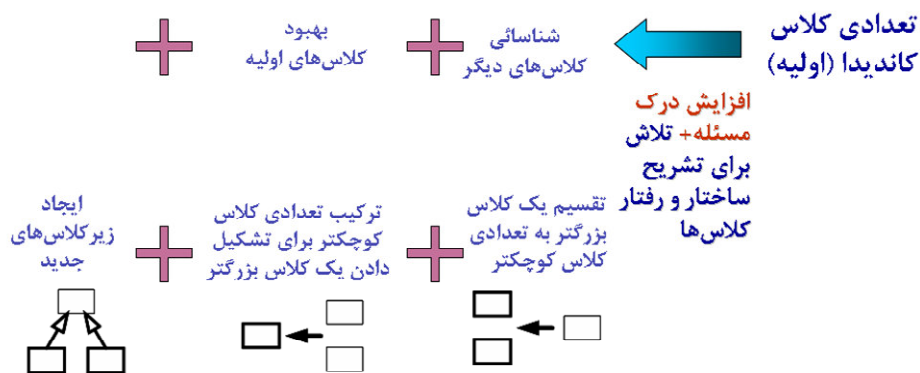 تعدادی کلاس
کاندیدا (اولیه)
شناسائی
کلاس‌های دیگر
بهبود
کلاس‌های اولیه
افزایش درک
مسئله+ تلاش
برای تشریح
ساختار و رفتار
کلاس‌ها
تقسیم یک کلاس
بزرگتر به تعدادی
کلاس کوچکتر
ترکیب تعدادی کلاس
کوچکتر برای تشکیل
دادن یک کلاس بزرگتر
ایجاد
زیرکلاس‌های
جدید